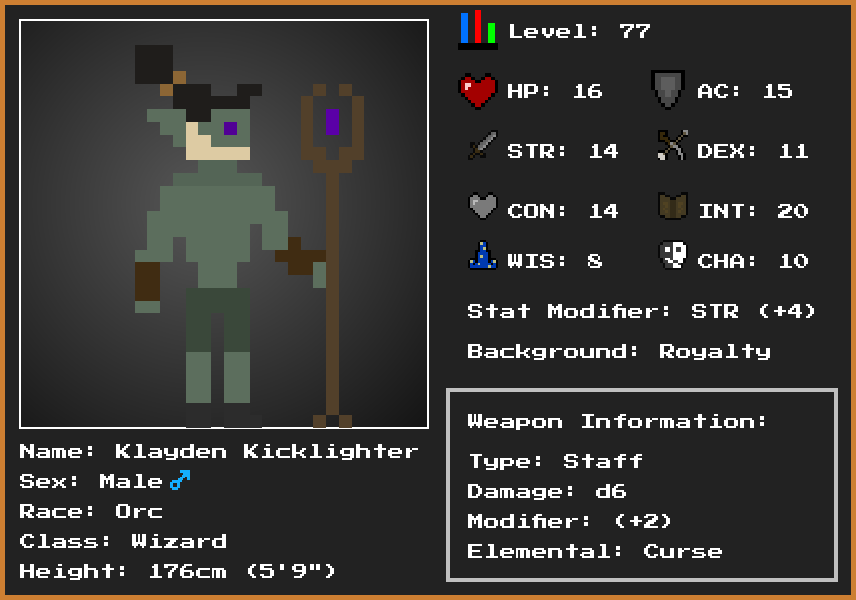 Level: 77
HP: 16
AC: 15
STR: 14
DEX: 11
CON: 14
INT: 20
WIS: 8
CHA: 10
Stat Modifier: STR (+4)
Background: Royalty
Weapon Information:
Type: Staff
Damage: d6
Modifier: (+2)
Elemental: Curse
Name: Klayden Kicklighter
Sex: Male ♂
Race: Orc
Class: Wizard
Height: 176cm (5'9")